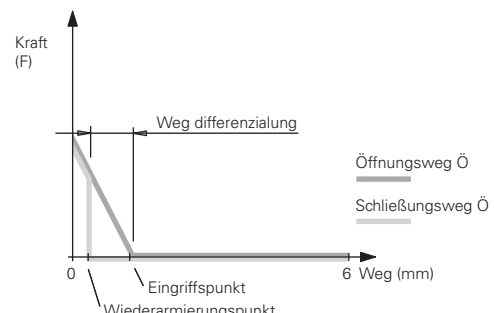 Kraft
(F)
Weg differenzialung
Öffnungsweg Ö
Schließungsweg Ö
0
6 Weg (mm)
Eingriffspunkt
Wiederarmierungspunkt